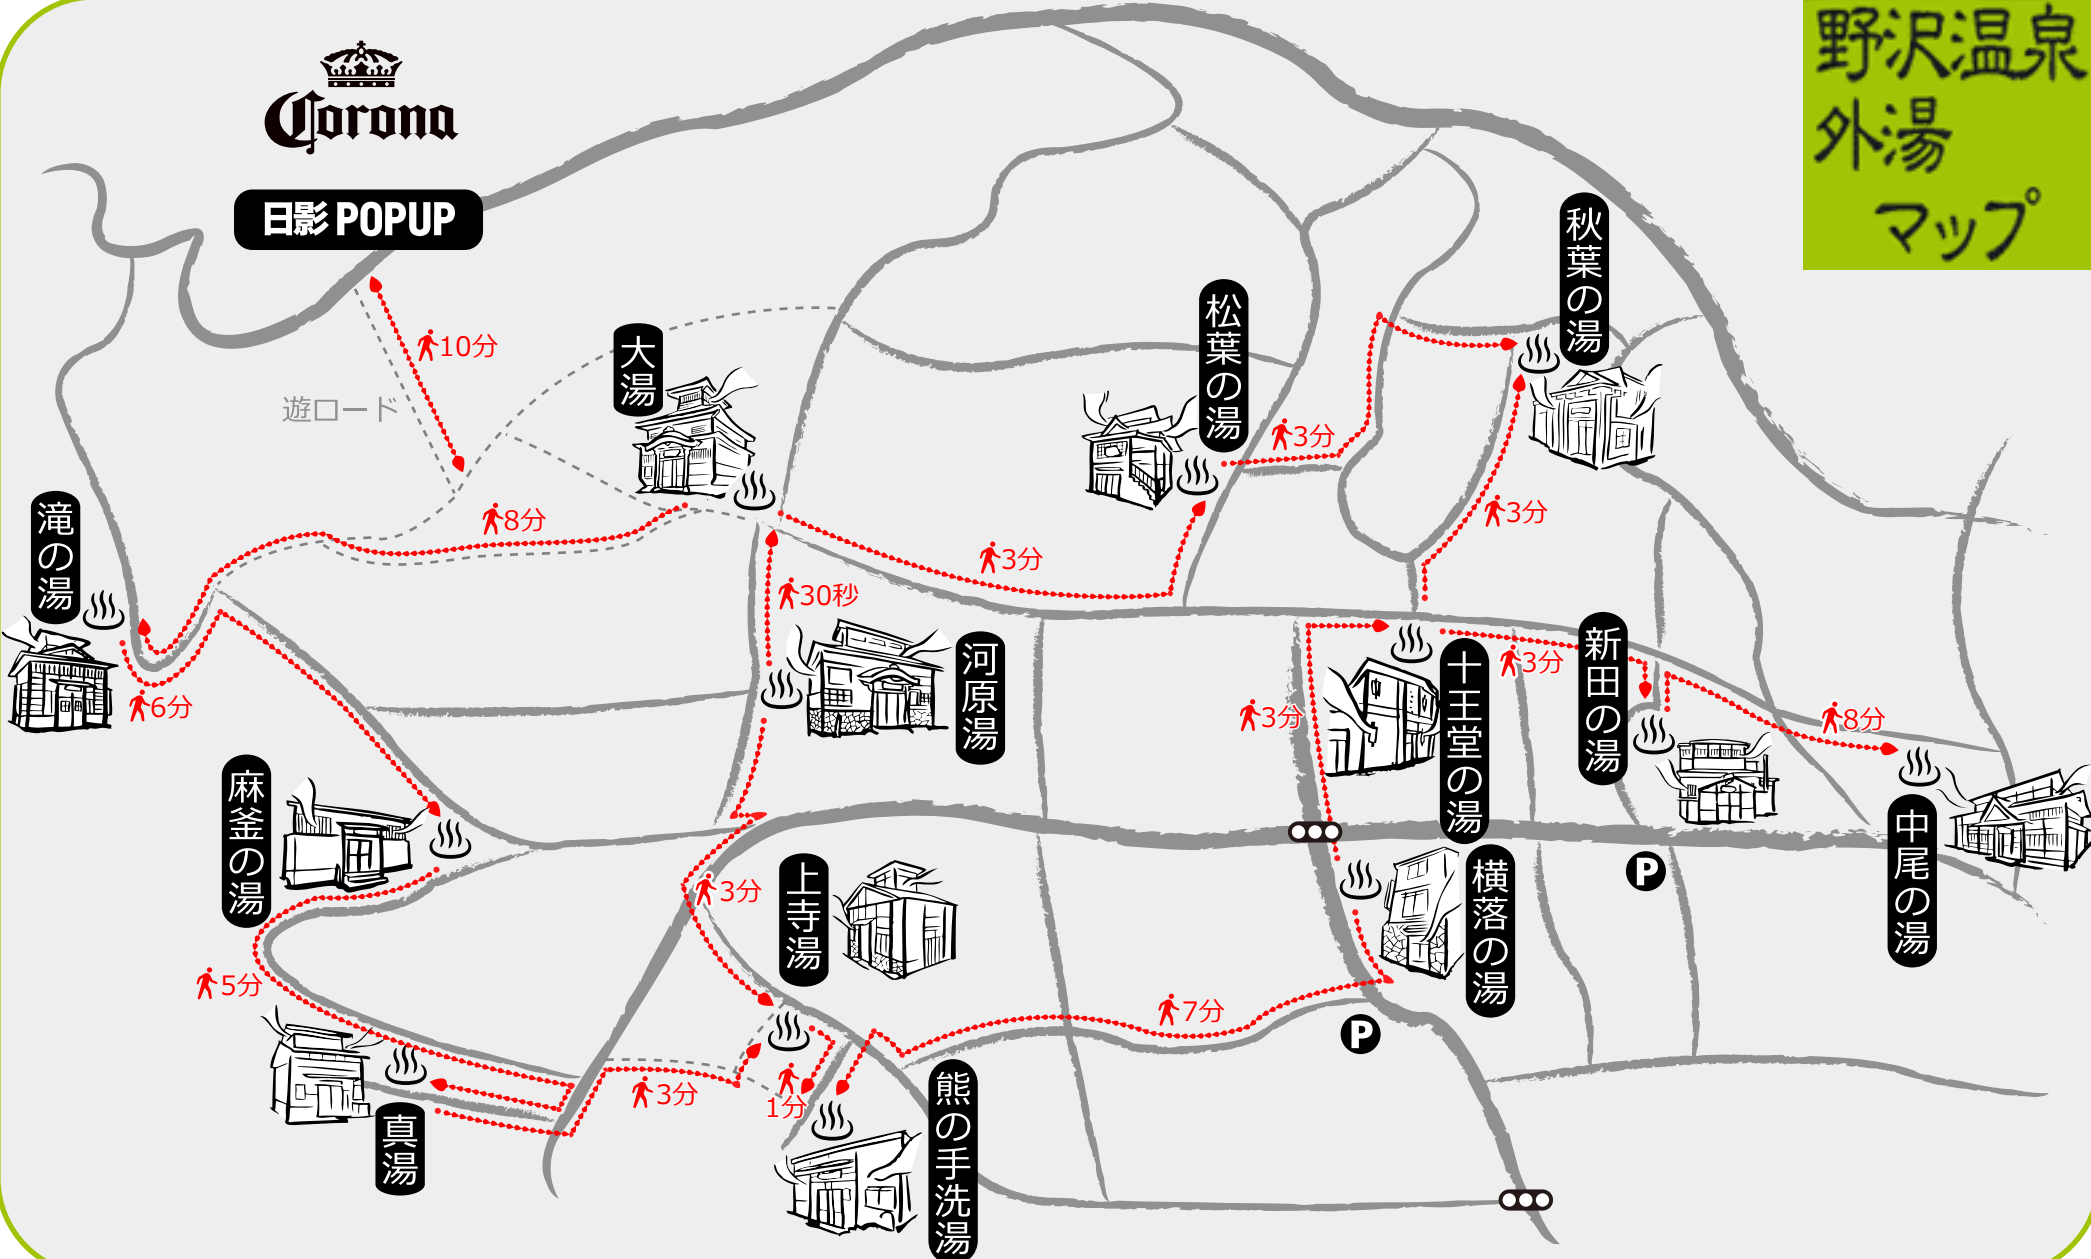 野沢温泉
外湯
マップ
Corona
日影 POPUP
10分
遊ロード
大湯
8分
滝の湯
6分
麻釜の湯
5分
真湯
3分
1分
熊の手洗湯
上寺湯
3分
30秒
河原湯
3分
松葉の湯
3分
秋葉の湯
3分
十王堂の湯
3分
3分
新田の湯
8分
中尾の湯
横落の湯
7分
P
P